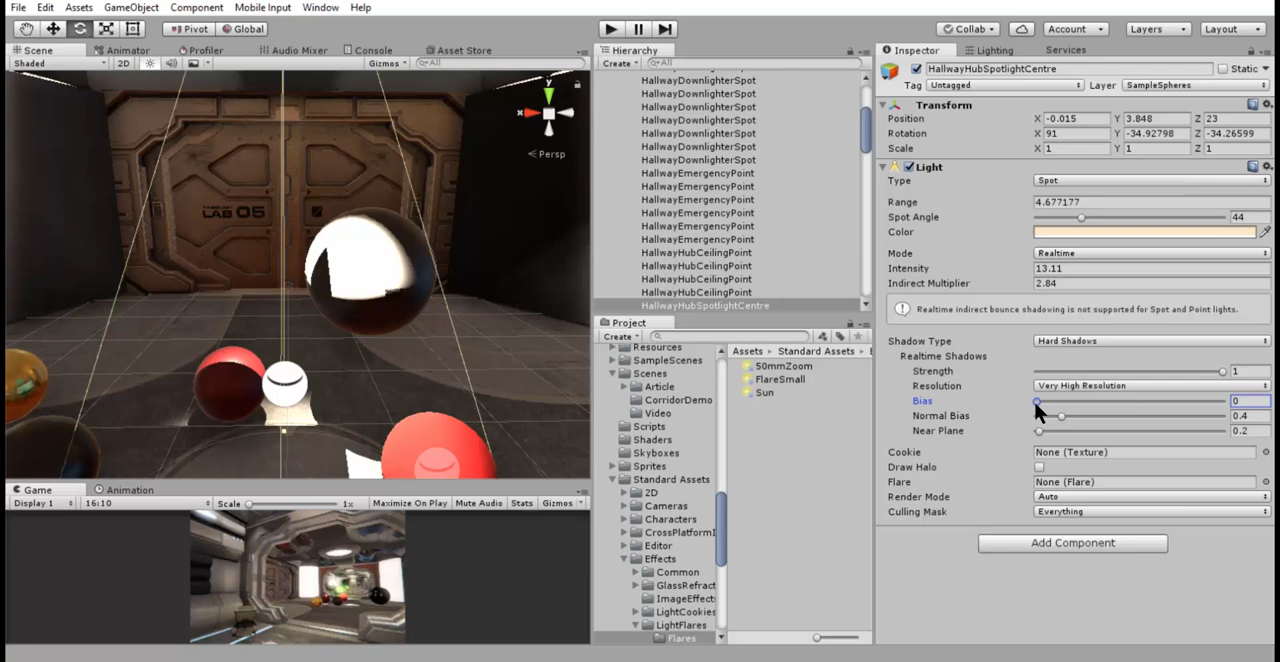 File Edit Assets GameObject Component Mobile Input Window Help
Pivot Global
Collab Account Layers Layout
Scene Animator Profiler Audio Mixer Console Asset Store
Shaded 2D Gizmos All
y
x
Persp
LAB 05
Game Animation
Display 1 16:10 Scale 1x Maximize On Play Mute Audio Stats Gizmos
Hierarchy
Create All
HallwayDownlighterSpot
HallwayDownlighterSpot
HallwayDownlighterSpot
HallwayDownlighterSpot
HallwayDownlighterSpot
HallwayDownlighterSpot
HallwayDownlighterSpot
HallwayEmergencyPoint
HallwayEmergencyPoint
HallwayEmergencyPoint
HallwayEmergencyPoint
HallwayEmergencyPoint
HallwayEmergencyPoint
HallwayHubCeilingPoint
HallwayHubCeilingPoint
HallwayHubCeilingPoint
HallwayHubCeilingPoint
HallwayHubSpotlightCentre
Project
Create
Resources
SampleScenes
Scenes
Article
CorridorDemo
Video
Scripts
Shaders
Skyboxes
Sprites
Standard Assets
2D
Cameras
Characters
CrossPlatformI
Editor
Effects
Common
GlassRefract
ImageEffects
LightCookies
LightFlares
Flares
Assets Standard Assets
50mmZoom
FlareSmall
Sun
Inspector Lighting Services
HallwayHubSpotlightCentre Static
Tag Untagged Layer SampleSpheres
Transform
Position X -0.015 Y 3.848 Z 23
Rotation X 91 Y -34.92798 Z -34.26599
Scale X 1 Y 1 Z 1
Light
Type Spot
Range 4.677177
Spot Angle 44
Color
Mode Realtime
Intensity 13.11
Indirect Multiplier 2.84
Realtime indirect bounce shadowing is not supported for Spot and Point lights.
Shadow Type Hard Shadows
Realtime Shadows
Strength 1
Resolution Very High Resolution
Bias 0
Normal Bias 0.4
Near Plane 0.2
Cookie None (Texture)
Draw Halo
Flare None (Flare)
Render Mode Auto
Culling Mask Everything
Add Component